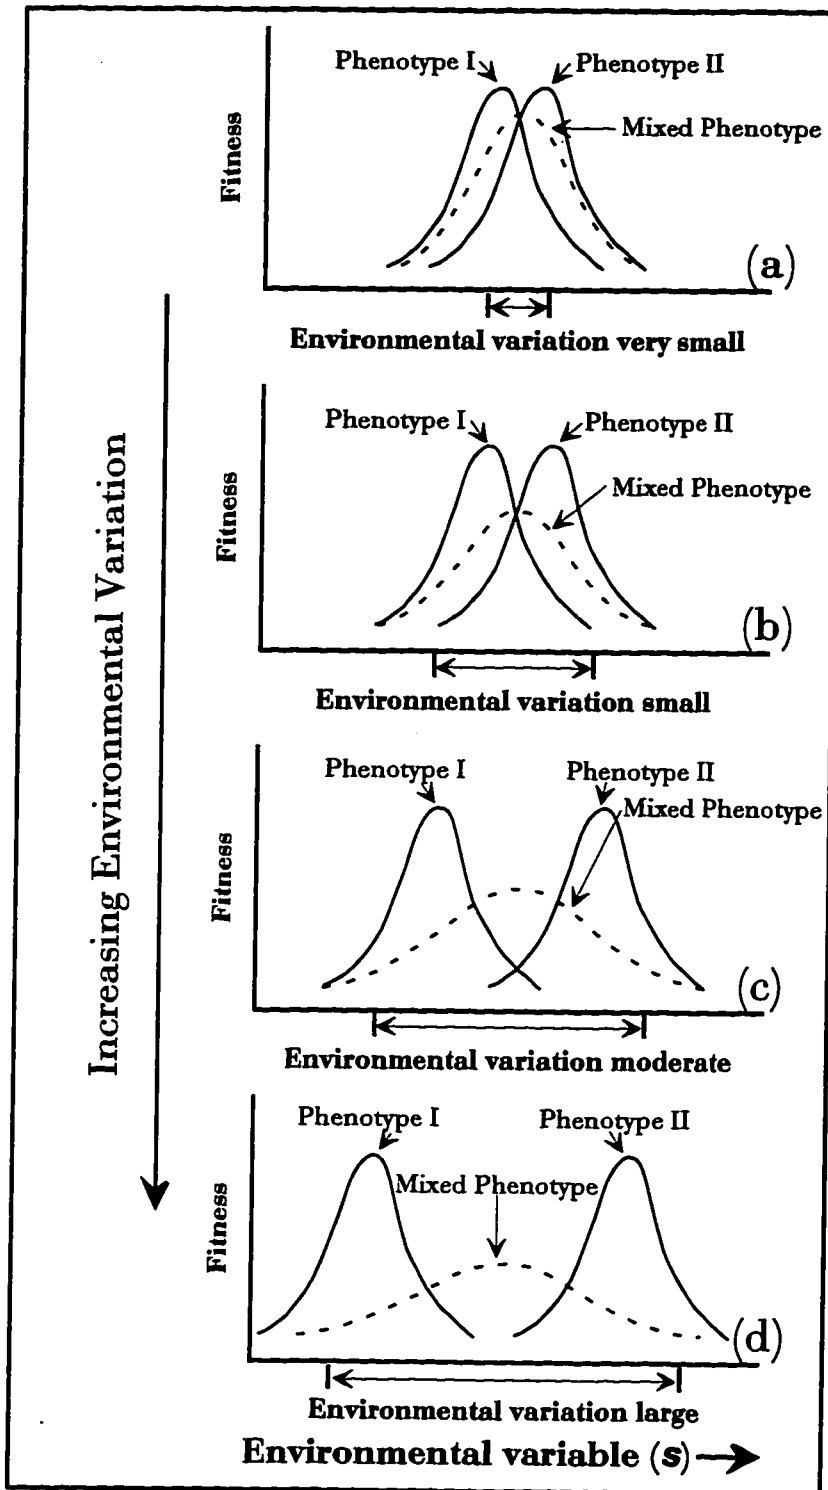 Phenotype I
Phenotype II
Mixed Phenotype
Fitness
(a)
Environmental variation very small
Phenotype I
Phenotype II
Mixed Phenotype
Fitness
(b)
Environmental variation small
Increasing Environmental Variation
Phenotype I
Phenotype II
Mixed Phenotype
Fitness
(c)
Environmental variation moderate
Phenotype I
Phenotype II
Mixed Phenotype
Fitness
(d)
Environmental variation large
Environmental variable (s)